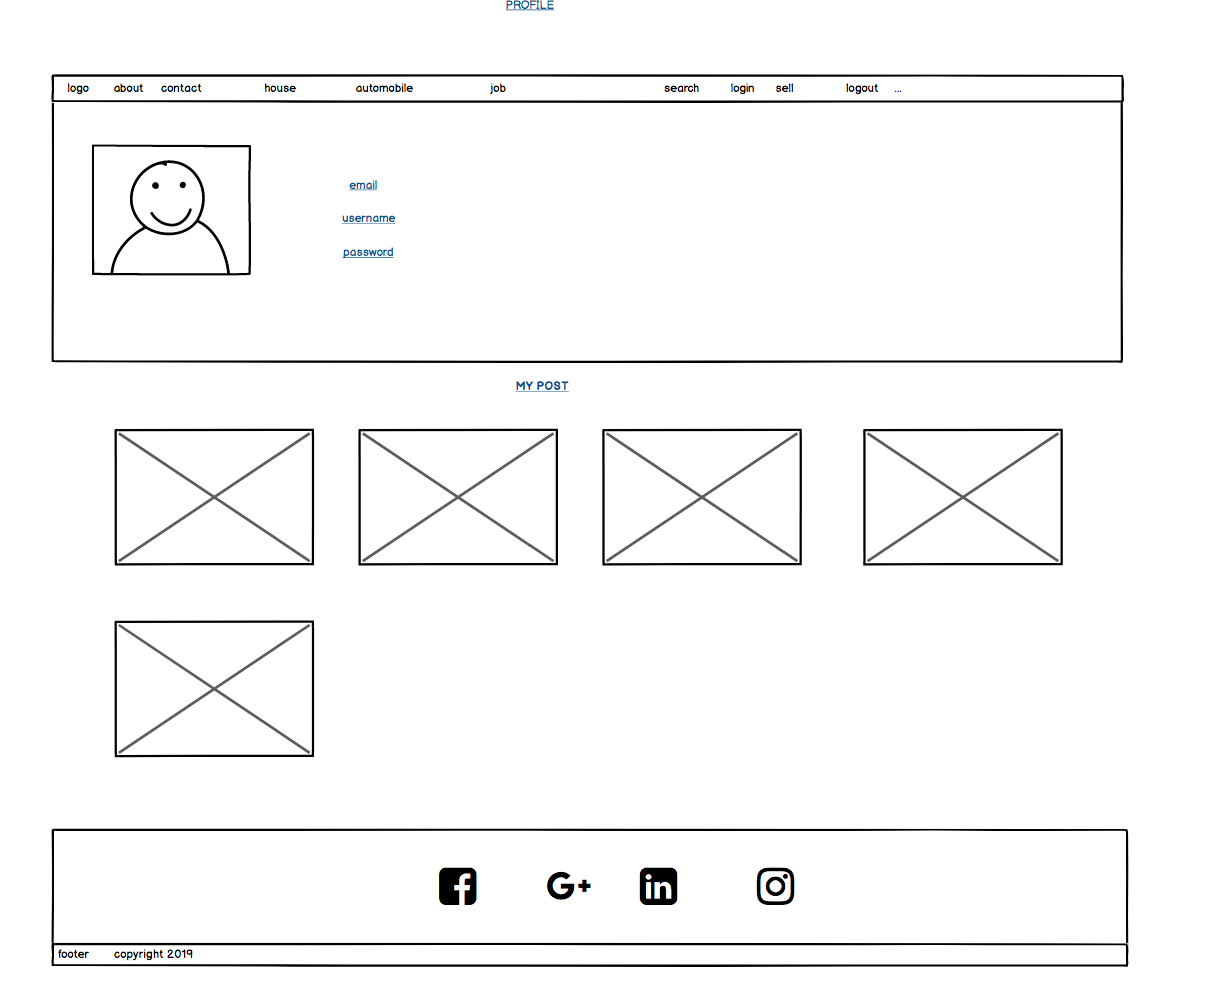 PROFILE
logo about contact house automobile job search login sell logout ...
email
username
password
MY POST
G+ in
footer copyright 2019